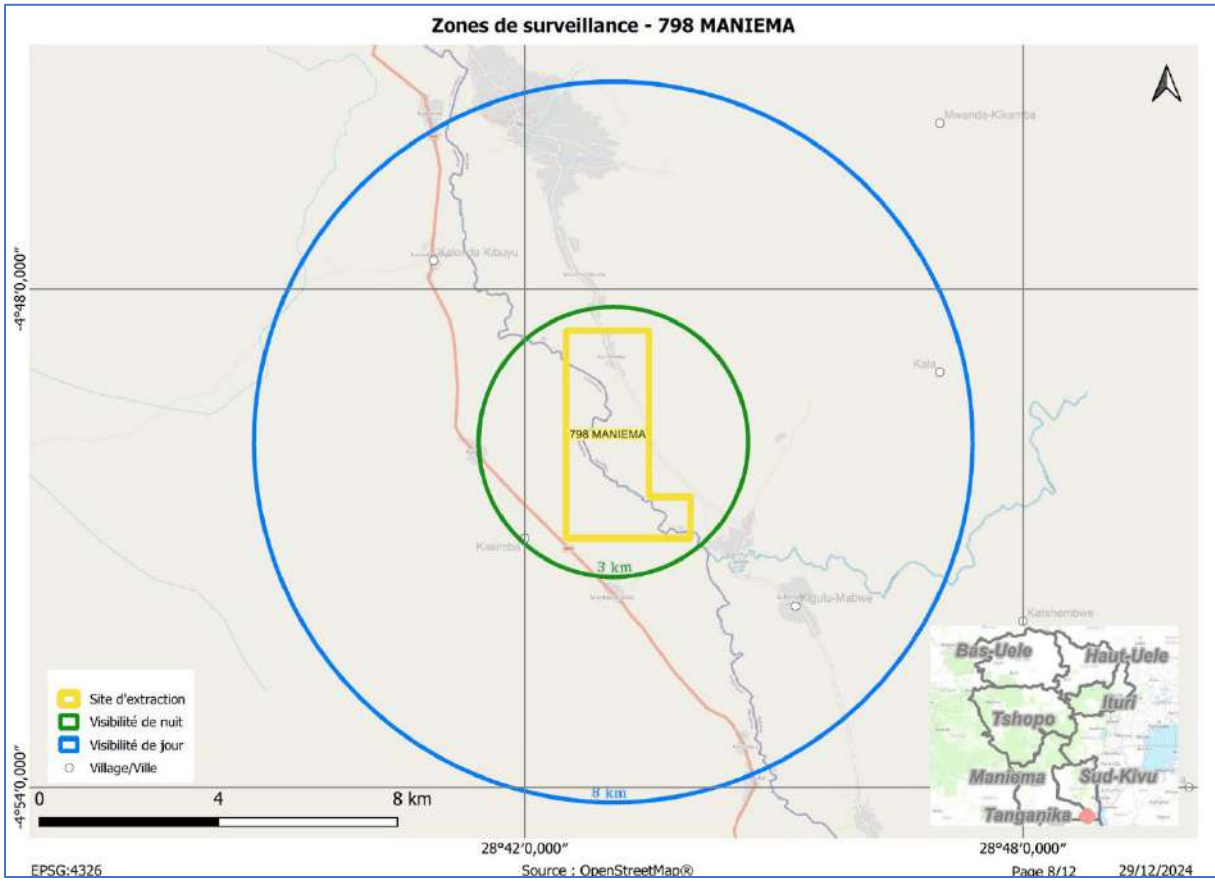 Zones de surveillance - 798 MANIEMA
Mwanda-Kikamba
Kalonda Kibuyu
-4°48'0,000"
Kala
798 MANIEMA
Kasimba
3 km
Kigulu-Mabwe
Katshembwe
Site d'extraction
Visibilité de nuit
Visibilité de jour
Village/Ville
0 4 8 km
8 km
-4°54'0,000"
Bas-Uele
Haut-Uele
Ituri
Tshopo
Maniema
Sud-Kivu
Tanganika
28°42'0,000"
28°48'0,000"
EPSG:4326
Source : OpenStreetMap®
Page 8/12
29/12/2024